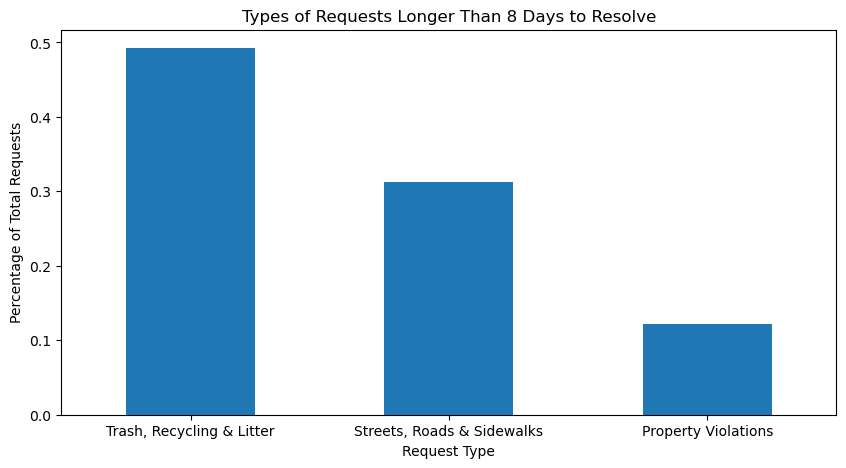 Types of Requests Longer Than 8 Days to Resolve
Percentage of Total Requests
0.5
0.4
0.3
0.2
0.1
0.0
Trash, Recycling & Litter
Streets, Roads & Sidewalks
Property Violations
Request Type